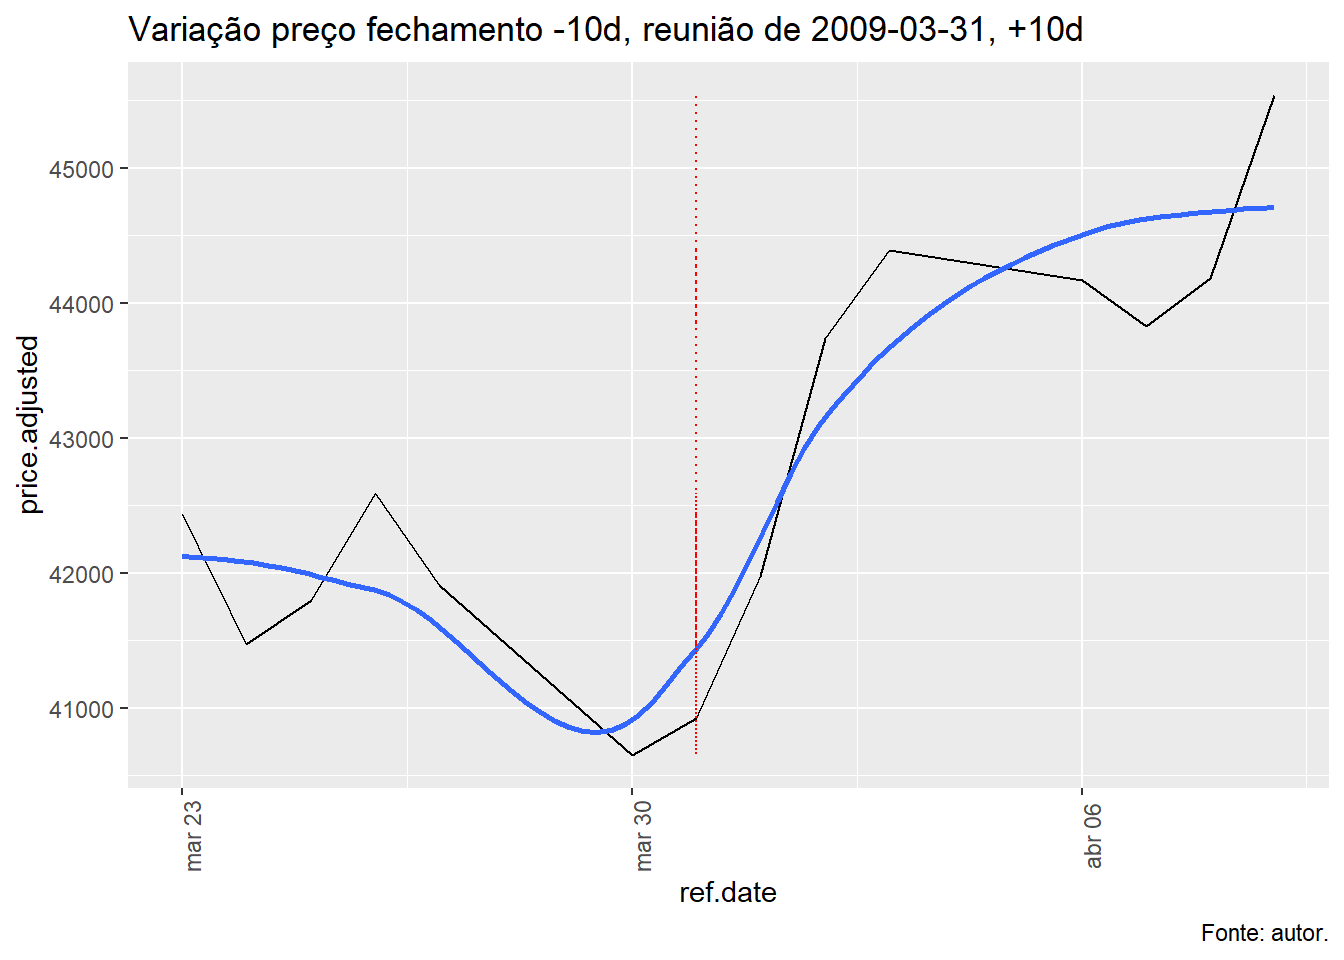 Variação preço fechamento -10d, reunião de 2009-03-31, +10d
price.adjusted
45000
44000
43000
42000
41000
mar 23
mar 30
abr 06
ref.date
Fonte: autor.